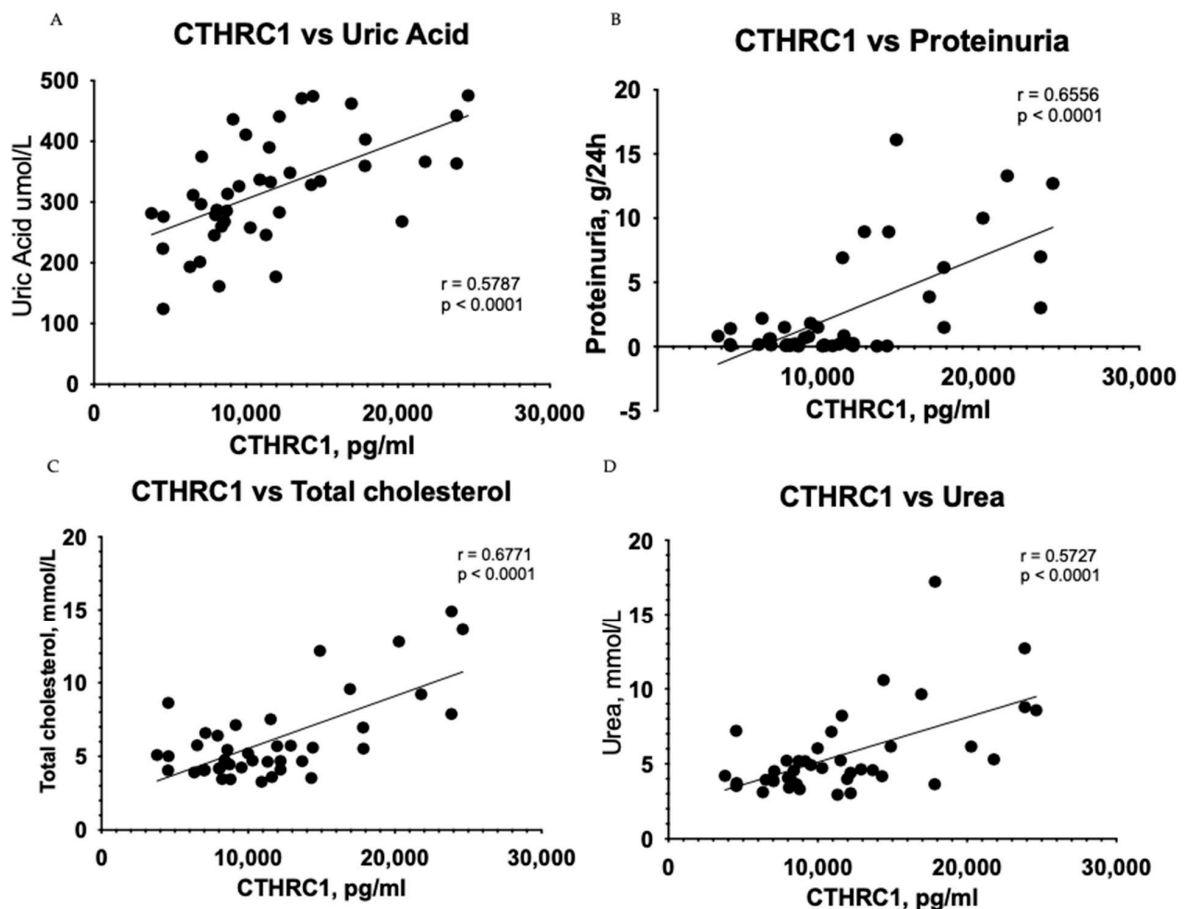 A
CTHRC1 vs Uric Acid
500
400
300
200
100
0
Uric Acid umol/L
r = 0.5787
p < 0.0001
0
10,000
20,000
30,000
CTHRC1, pg/ml
B
CTHRC1 vs Proteinuria
20
15
10
5
0
-5
Proteinuria, g/24h
r = 0.6556
p < 0.0001
10,000
20,000
30,000
CTHRC1, pg/ml
C
CTHRC1 vs Total cholesterol
20
15
10
5
0
Total cholesterol, mmol/L
r = 0.6771
p < 0.0001
0
10,000
20,000
30,000
CTHRC1, pg/ml
D
CTHRC1 vs Urea
20
15
10
5
0
Urea, mmol/L
r = 0.5727
p < 0.0001
0
10,000
20,000
30,000
CTHRC1, pg/ml